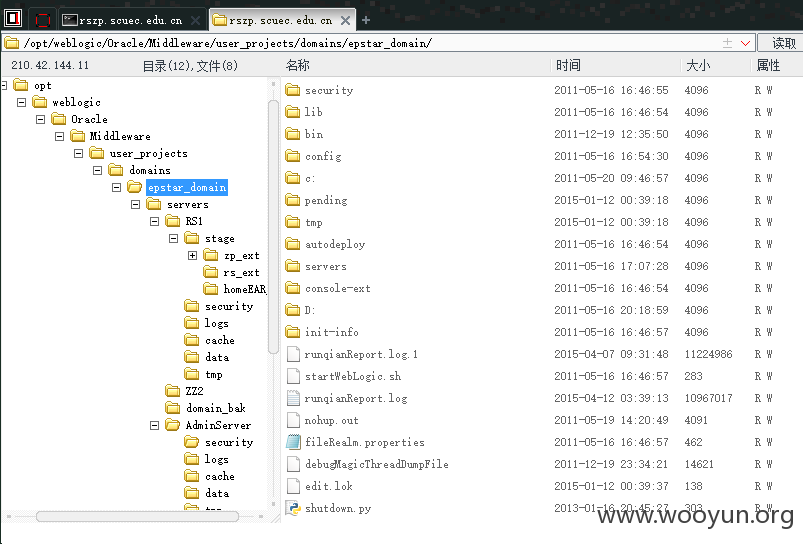 rszp.scuec.edu.cn
rszp.scuec.edu.cn
/opt/weblogic/Oracle/Middleware/user_projects/domains/epstar_domain/
读取
210.42.144.11
目录(12),文件(8)
名称 时间 大小 属性
opt
weblogic
Oracle
Middleware
user_projects
domains
epstar_domain
servers
RS1
stage
zp_ext
rs_ext
homeEAR_
security
logs
cache
data
tmp
ZZ2
domain_bak
AdminServer
security
logs
cache
data
security 2011-05-16 16:46:55 4096 R W
lib 2011-05-16 16:46:54 4096 R W
bin 2011-12-19 12:35:50 4096 R W
config 2011-05-16 16:54:30 4096 R W
c: 2011-05-20 09:46:57 4096 R W
pending 2015-01-12 00:39:18 4096 R W
tmp 2015-01-12 00:39:18 4096 R W
autodeploy 2011-05-16 16:46:54 4096 R W
servers 2011-05-16 17:07:28 4096 R W
console-ext 2011-05-16 16:46:54 4096 R W
D: 2011-05-16 20:18:59 4096 R W
init-info 2011-05-16 16:46:57 4096 R W
runqianReport.log.1 2015-04-07 09:31:48 11224986 R W
startWebLogic.sh 2011-05-16 16:46:57 283 R W
runqianReport.log 2015-04-12 03:39:13 10967017 R W
nohup.out 2011-05-19 14:20:49 4091 R W
fileRealm.properties 2011-05-16 16:46:57 462 R W
debugMagicThreadDumpFile 2011-12-19 23:34:21 14621 R W
edit.lok 2015-01-12 00:39:37 138 R W
shutdown.py 2013-01-16 20:45:27 303 R W
www.wooyun.org